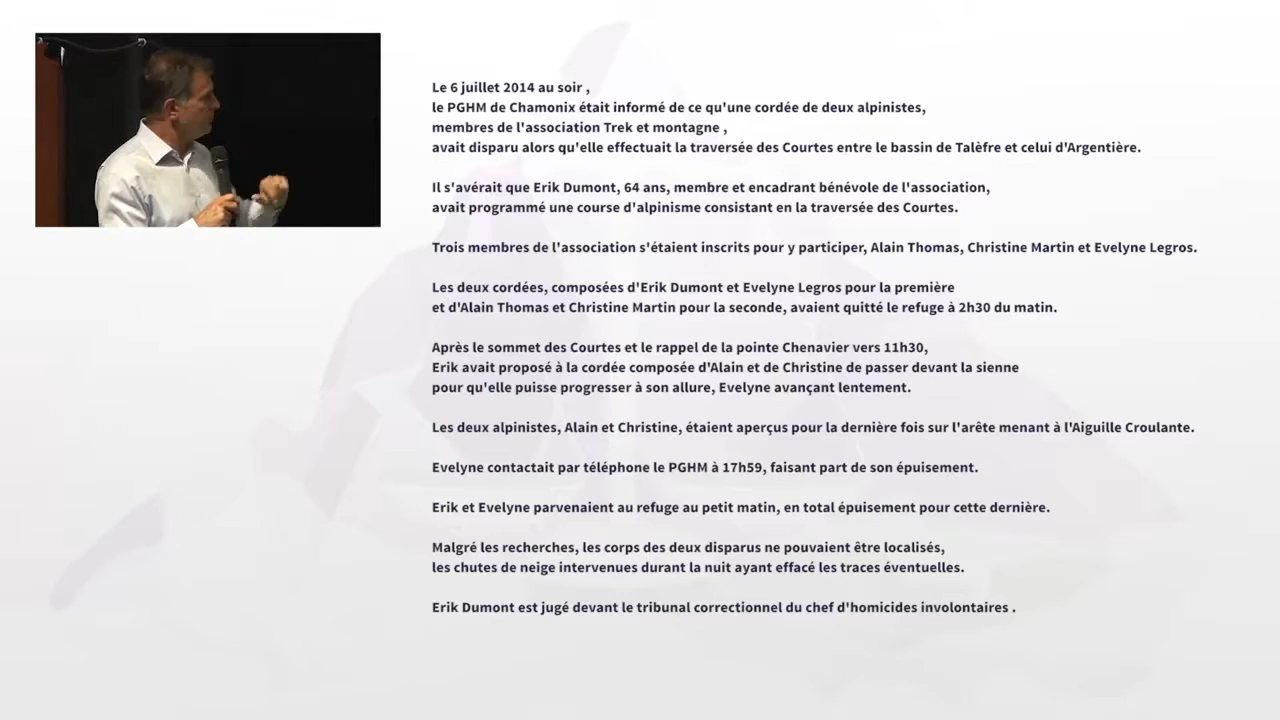 Le 6 juillet 2014 au soir ,
le PGHM de Chamonix était informé de ce qu'une cordée de deux alpinistes,
membres de l'association Trek et montagne ,
avait disparu alors qu'elle effectuait la traversée des Courtes entre le bassin de Talèfre et celui d'Argentière.
Il s'avérait que Erik Dumont, 64 ans, membre et encadrant bénévole de l'association,
avait programmé une course d'alpinisme consistant en la traversée des Courtes.
Trois membres de l'association s'étaient inscrits pour y participer, Alain Thomas, Christine Martin et Evelyne Legros.
Les deux cordées, composées d'Erik Dumont et Evelyne Legros pour la première
et d'Alain Thomas et Christine Martin pour la seconde, avaient quitté le refuge à 2h30 du matin.
Après le sommet des Courtes et le rappel de la pointe Chenavier vers 11h30,
Erik avait proposé à la cordée composée d'Alain et de Christine de passer devant la sienne
pour qu'elle puisse progresser à son allure, Evelyne avançant lentement.
Les deux alpinistes, Alain et Christine, étaient aperçus pour la dernière fois sur l'arête menant à l'Aiguille Croulante.
Evelyne contactait par téléphone le PGHM à 17h59, faisant part de son épuisement.
Erik et Evelyne parvenaient au refuge au petit matin, en total épuisement pour cette dernière.
Malgré les recherches, les corps des deux disparus ne pouvaient être localisés,
les chutes de neige intervenues durant la nuit ayant effacé les traces éventuelles.
Erik Dumont est jugé devant le tribunal correctionnel du chef d'homicides involontaires .